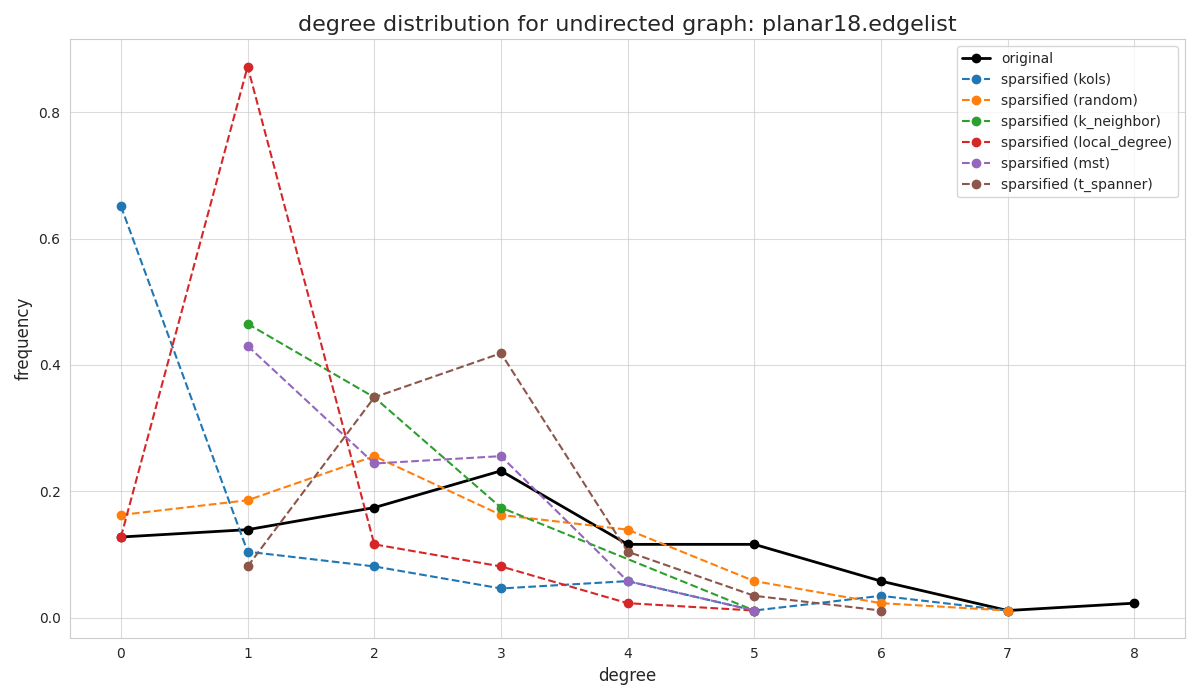 degree distribution for undirected graph: planar18.edgelist
original
sparsified (kols)
sparsified (random)
sparsified (k_neighbor)
sparsified (local_degree)
sparsified (mst)
sparsified (t_spanner)
frequency
0.8
0.6
0.4
0.2
0.0
0 1 2 3 4 5 6 7 8
degree